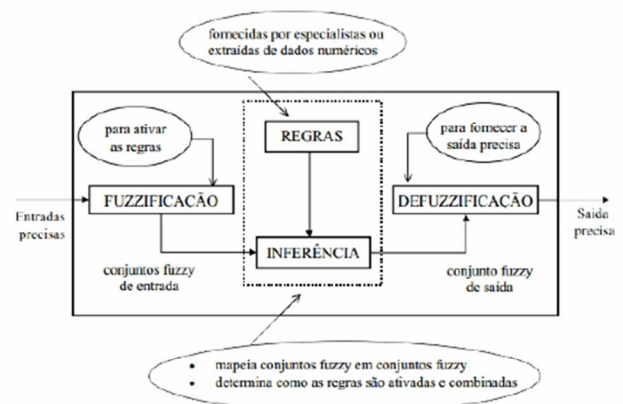 fornecidas por especialistas ou
extraídas de dados numéricos
para ativar
as regras
REGRAS
para fornecer a
saída precisa
FUZZIFICAÇÃO
DEFUZZIFICAÇÃO
Entradas
precisas
Saída
precisa
INFERÊNCIA
conjuntos fuzzy
de entrada
conjunto fuzzy
de saída
• mapeia conjuntos fuzzy em conjuntos fuzzy
• determina como as regras são ativadas e combinadas